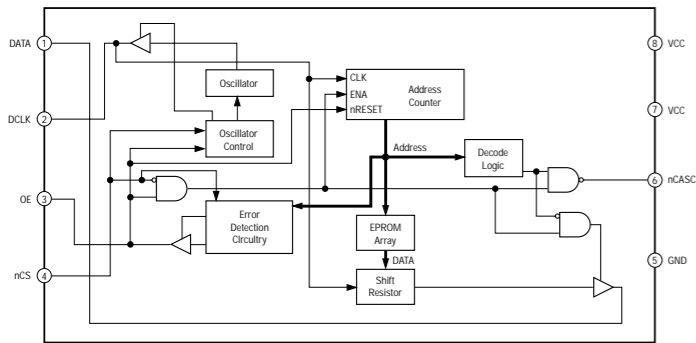 DATA 1
DCLK 2
OE 3
nCS 4
8 VCC
7 VCC
6 nCASC
5 GND
Oscillator
Oscillator
Control
CLK
ENA
nRESET
Address
Counter
Address
Decode
Logic
Error
Detection
CIrcuitry
EPROM
Array
DATA
Shift
Resistor